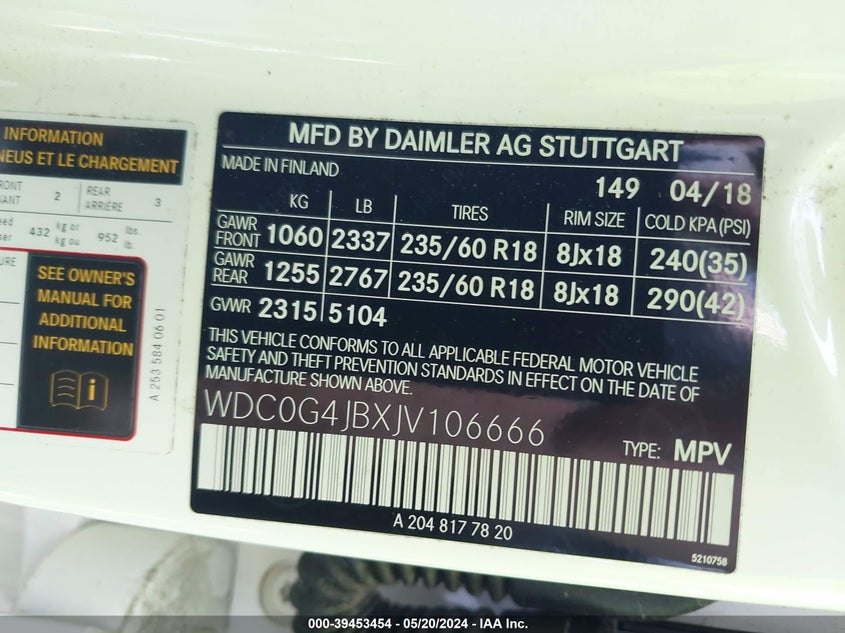 INFORMATION
NEUS ET LE CHARGEMENT
2 REAR ARRIÈRE 3
432 kg or kg ou 952 lbs. lb.
SEE OWNER'S
MANUAL FOR
ADDITIONAL
INFORMATION
i
A 253 584 06 01
MFD BY DAIMLER AG STUTTGART
MADE IN FINLAND
149 04/18
KG LB TIRES RIM SIZE COLD KPA (PSI)
GAWR FRONT 1060 2337 235/60 R18 8Jx18 240(35)
GAWR REAR 1255 2767 235/60 R18 8Jx18 290(42)
GVWR 2315 5104
THIS VEHICLE CONFORMS TO ALL APPLICABLE FEDERAL MOTOR VEHICLE
SAFETY AND THEFT PREVENTION STANDARDS IN EFFECT ON THE DATE OF
MANUFACTURE SHOWN ABOVE.
WDC0G4JBXJV106666
TYPE: MPV
A 204 817 78 20
5210758
000-39453454 - 05/20/2024 - IAA Inc.